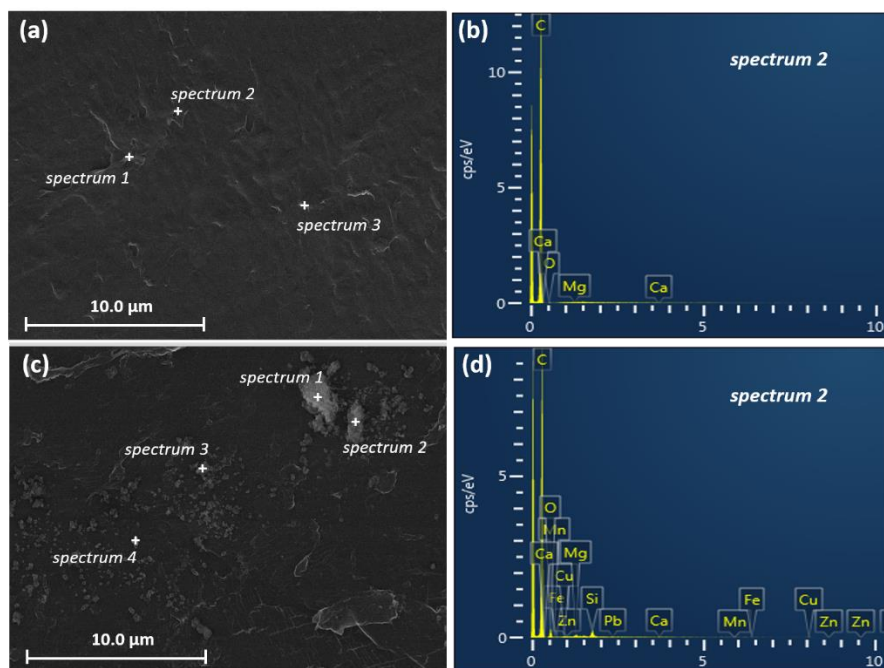 (a)
spectrum 2
spectrum 1
spectrum 3
10.0 µm
(b)
C
spectrum 2
10
cps/eV
5
Ca
O
Mg
Ca
0
0
5
10
(c)
spectrum 1
spectrum 2
spectrum 3
spectrum 4
10.0 µm
(d)
C
spectrum 2
5
cps/eV
O
Mn
Ca
Mg
Cu
Fe
Si
Fe
Cu
Zn
Pb
Ca
Mn
Zn
Zn
0
0
5
10